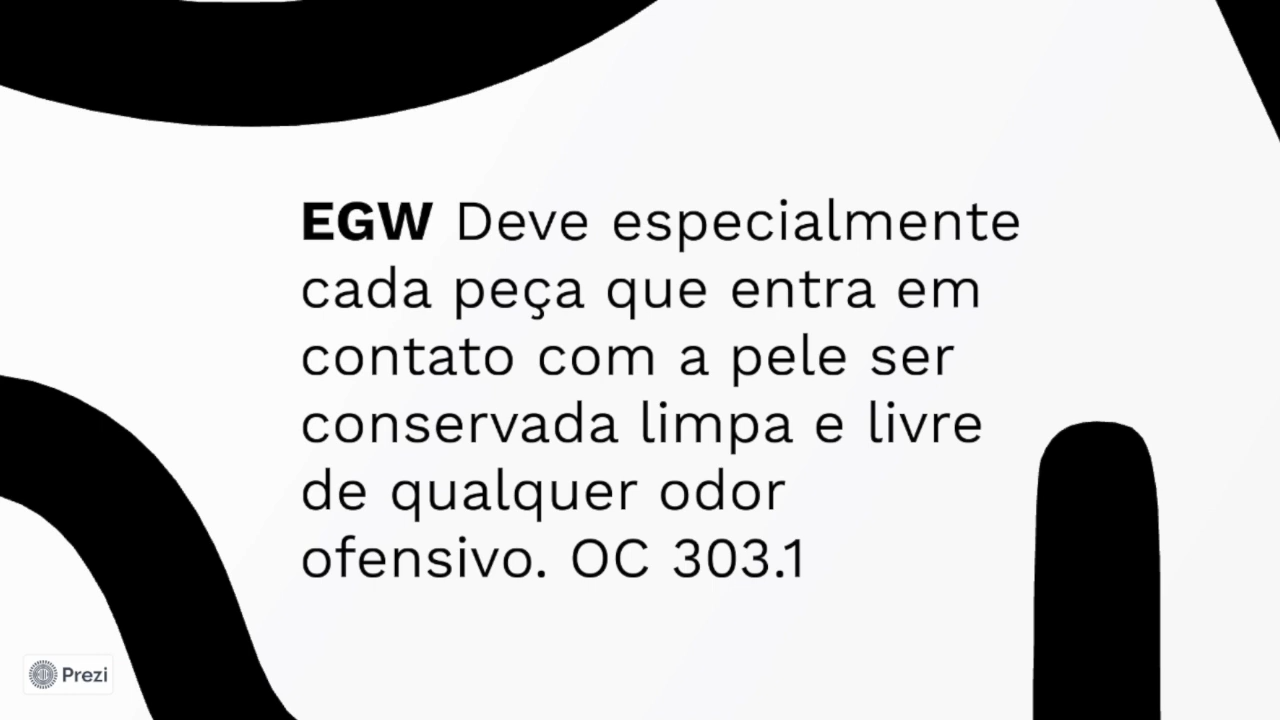 EGW Deve especialmente
cada peça que entra em
contato com a pele ser
conservada limpa e livre
de qualquer odor
ofensivo. OC 303.1
Prezi